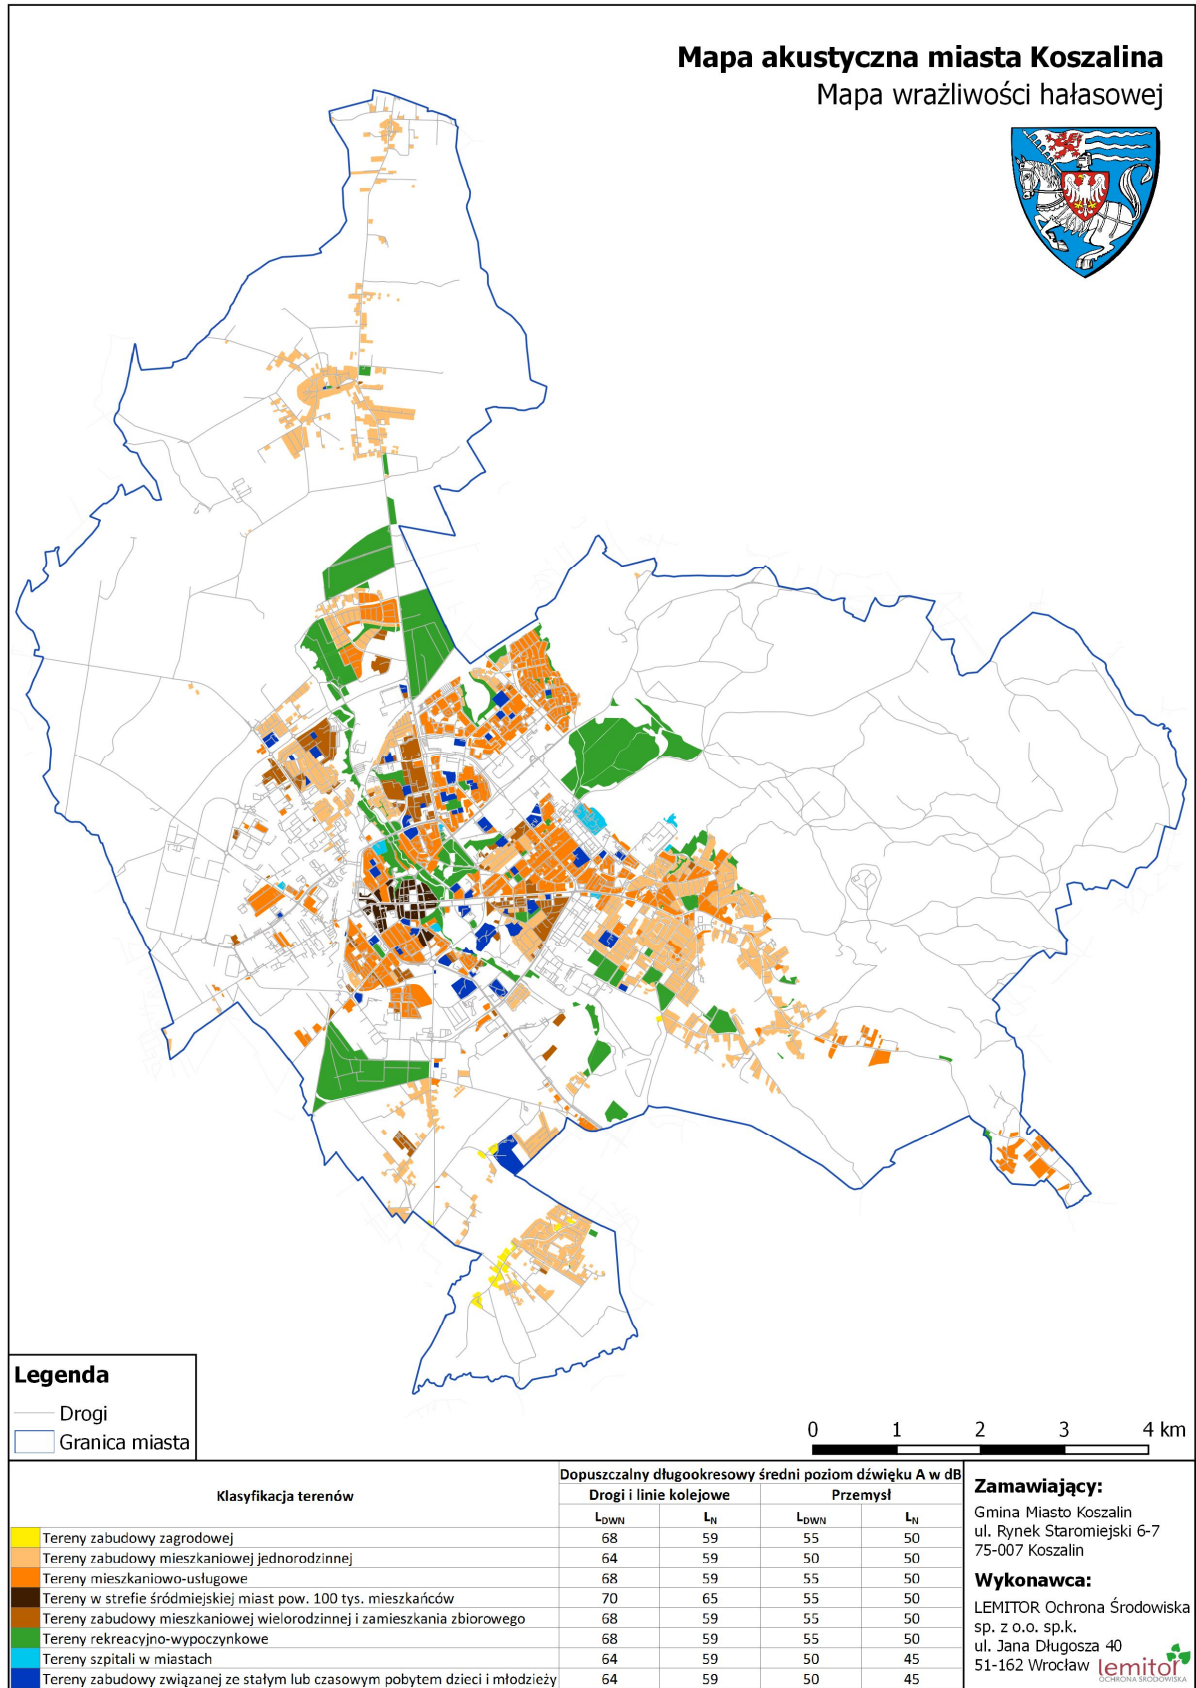 Mapa akustyczna miasta Koszalina
Mapa wrażliwości hałasowej
Legenda
Drogi
Granica miasta
0 1 2 3 4 km
Klasyfikacja terenów
Dopuszczalny długookresowy średni poziom dźwięku A w dB
Drogi i linie kolejowe Przemysł
LDWN LN LDWN LN
Tereny zabudowy zagrodowej 68 59 55 50
Tereny zabudowy mieszkaniowej jednorodzinnej 64 59 50 50
Tereny mieszkaniowo-usługowe 68 59 55 50
Tereny w strefie śródmiejskiej miast pow. 100 tys. mieszkańców 70 65 55 50
Tereny zabudowy mieszkaniowej wielorodzinnej i zamieszkania zbiorowego 68 59 55 50
Tereny rekreacyjno-wypoczynkowe 68 59 55 50
Tereny szpitali w miastach 64 59 50 45
Tereny zabudowy związanej ze stałym lub czasowym pobytem dzieci i młodzieży 64 59 50 45
Zamawiający:
Gmina Miasto Koszalin
ul. Rynek Staromiejski 6-7
75-007 Koszalin
Wykonawca:
LEMITOR Ochrona Środowiska
sp. z o.o. sp.k.
ul. Jana Długosza 40
51-162 Wrocław
lemitor
OCHRONA ŚRODOWISKA